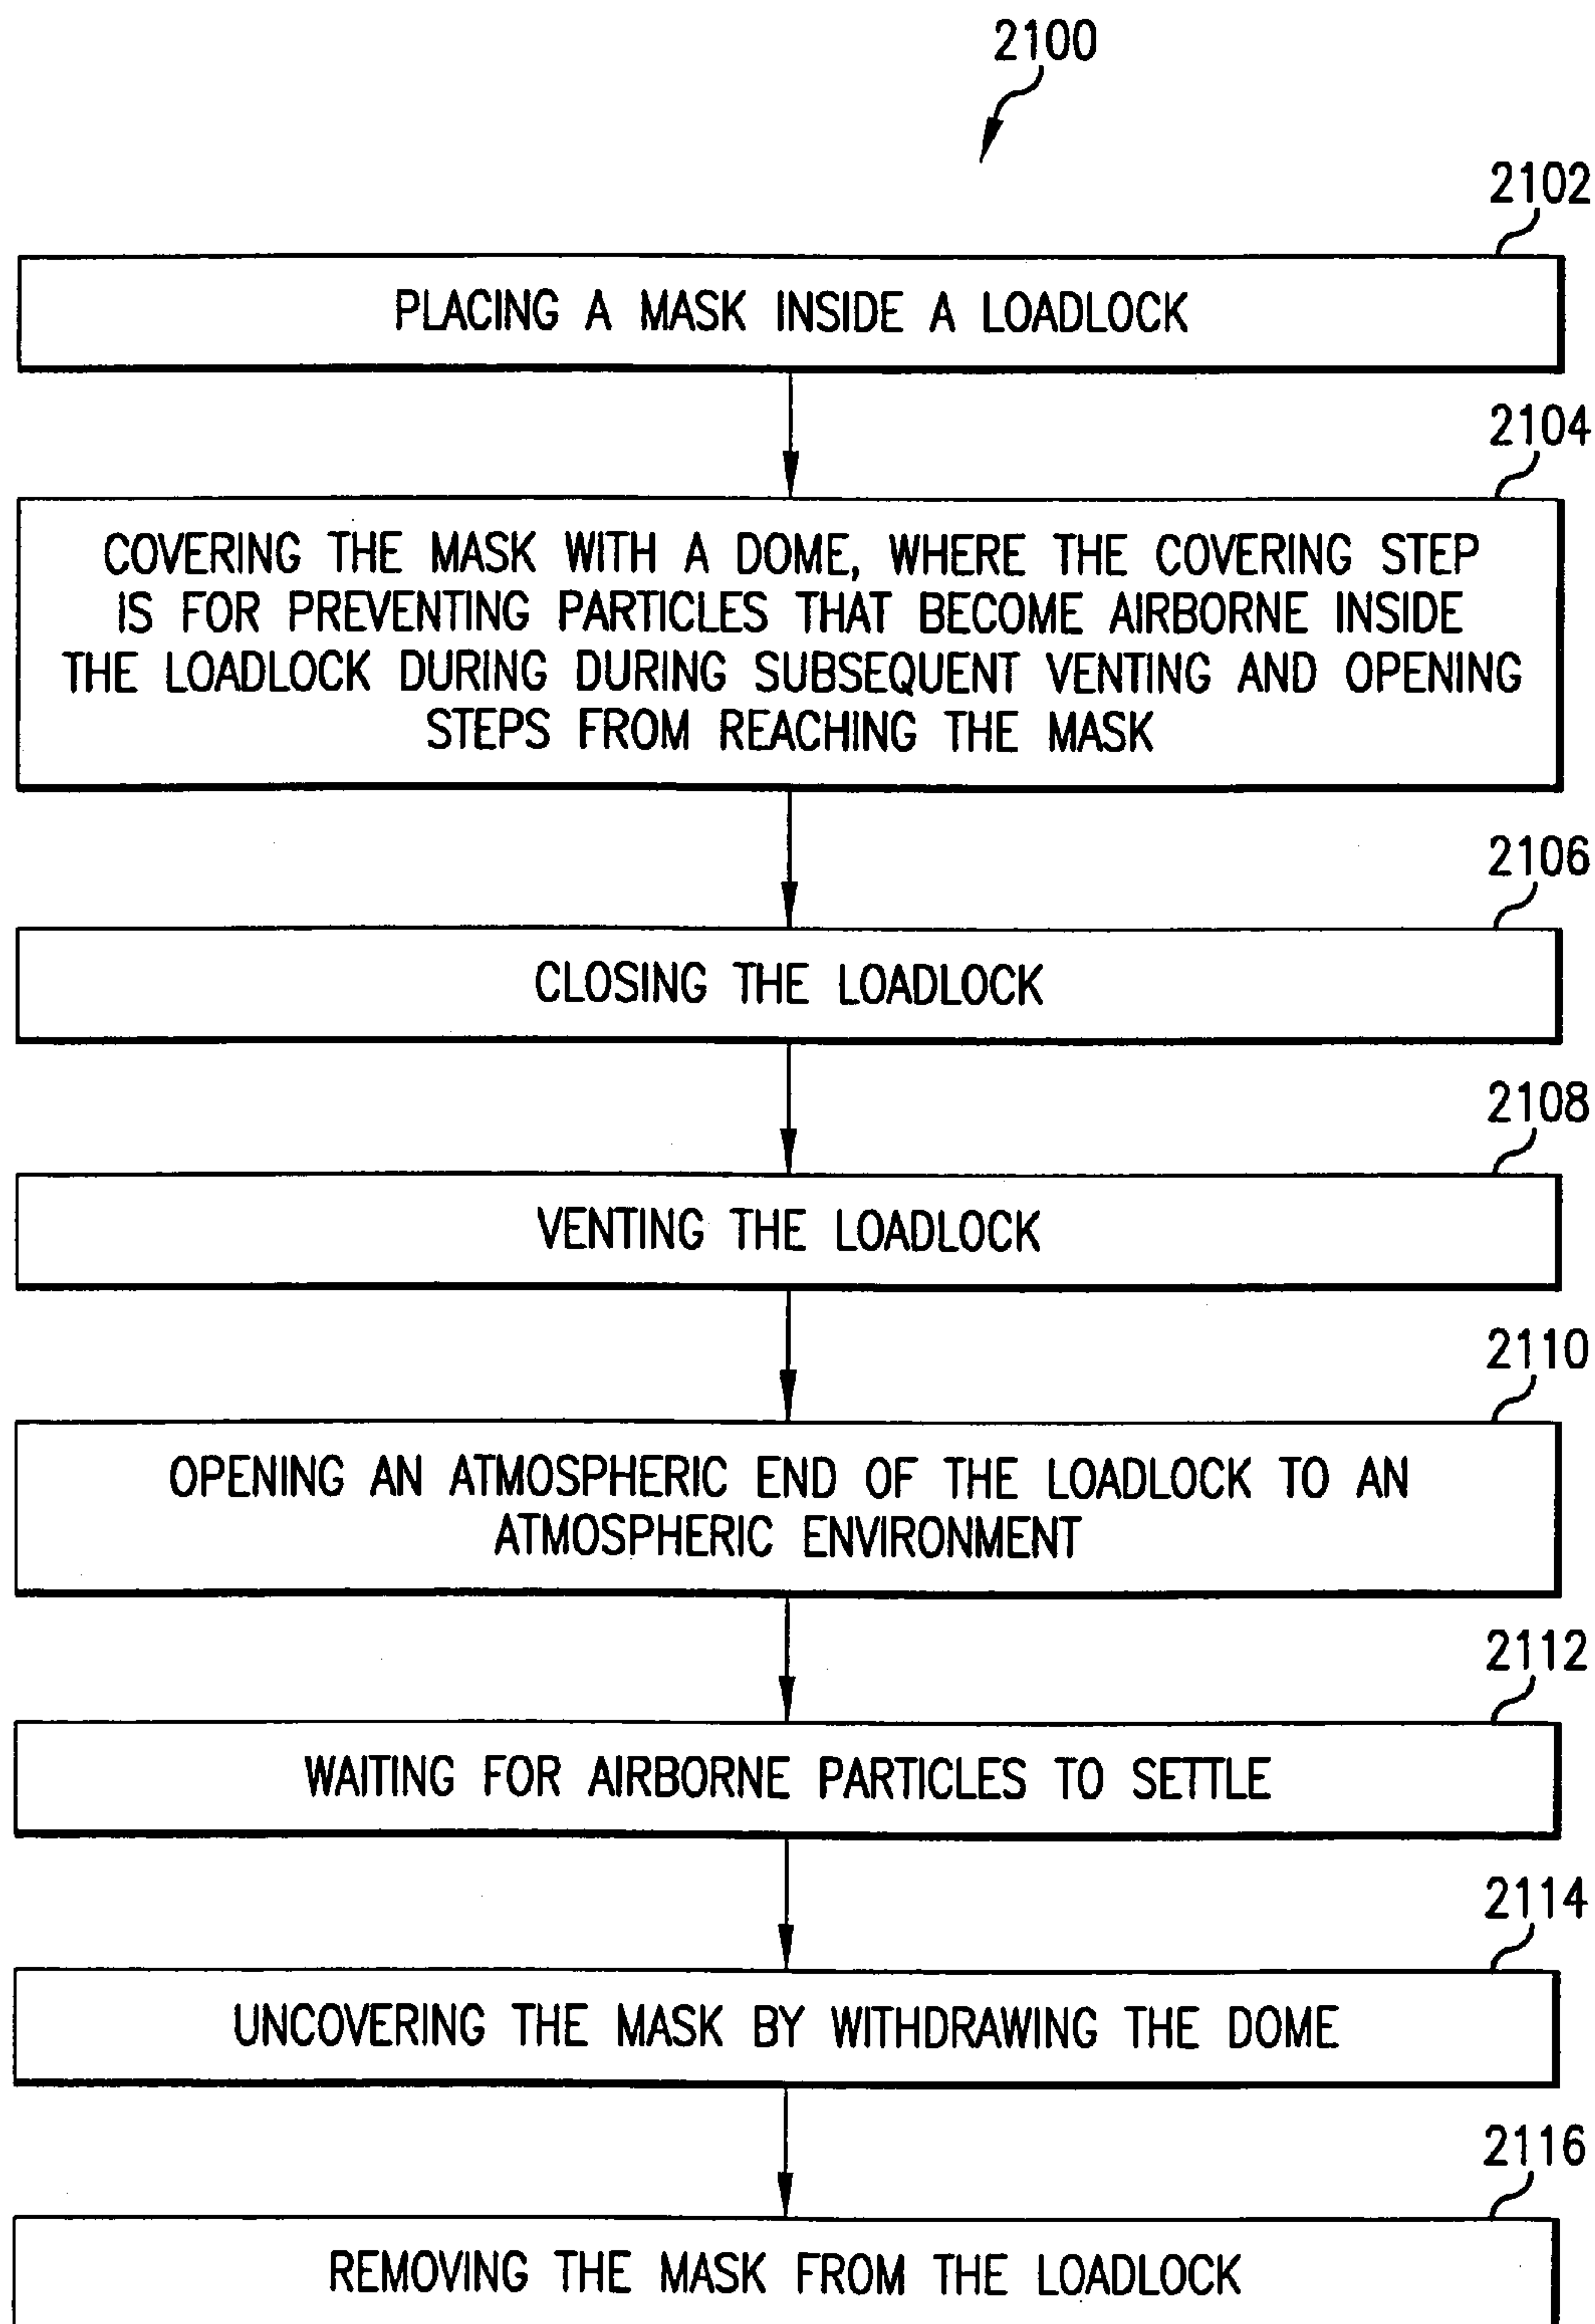 2100
2102
PLACING A MASK INSIDE A LOADLOCK
2104
COVERING THE MASK WITH A DOME, WHERE THE COVERING STEP
IS FOR PREVENTING PARTICLES THAT BECOME AIRBORNE INSIDE
THE LOADLOCK DURING DURING SUBSEQUENT VENTING AND OPENING
STEPS FROM REACHING THE MASK
2106
CLOSING THE LOADLOCK
2108
VENTING THE LOADLOCK
2110
OPENING AN ATMOSPHERIC END OF THE LOADLOCK TO AN
ATMOSPHERIC ENVIRONMENT
2112
WAITING FOR AIRBORNE PARTICLES TO SETTLE
2114
UNCOVERING THE MASK BY WITHDRAWING THE DOME
2116
REMOVING THE MASK FROM THE LOADLOCK